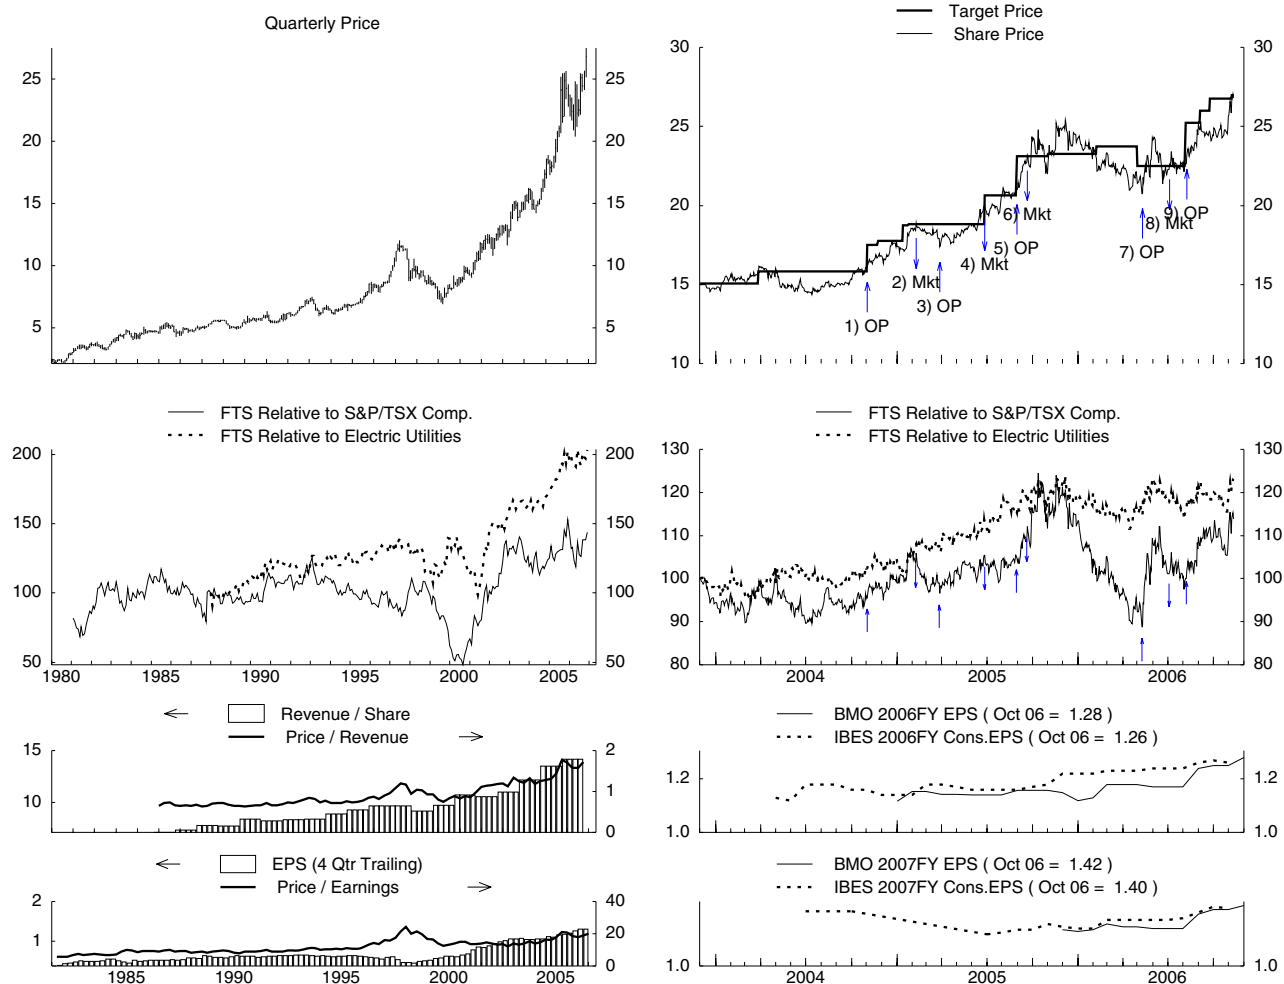 Quarterly Price
25 25
20 20
15 15
10 10
5 5
Target Price
Share Price
30 30
25 25
20 20
15 15
10 10
1) OP
2) Mkt
3) OP
4) Mkt
5) OP
6) Mkt
7) OP
8) Mkt
9) OP
FTS Relative to S&P/TSX Comp.
FTS Relative to Electric Utilities
200 200
150 150
100 100
50 50
1980 1985 1990 1995 2000 2005
FTS Relative to S&P/TSX Comp.
FTS Relative to Electric Utilities
130 130
120 120
110 110
100 100
90 90
80 80
2004 2005 2006
Revenue / Share
Price / Revenue
15 2
10 1
0
BMO 2006FY EPS ( Oct 06 = 1.28 )
IBES 2006FY Cons.EPS ( Oct 06 = 1.26 )
1.2 1.2
1.0 1.0
EPS (4 Qtr Trailing)
Price / Earnings
2 40
1 20
0
1985 1990 1995 2000 2005
BMO 2007FY EPS ( Oct 06 = 1.42 )
IBES 2007FY Cons.EPS ( Oct 06 = 1.40 )
1.0 1.0
2004 2005 2006